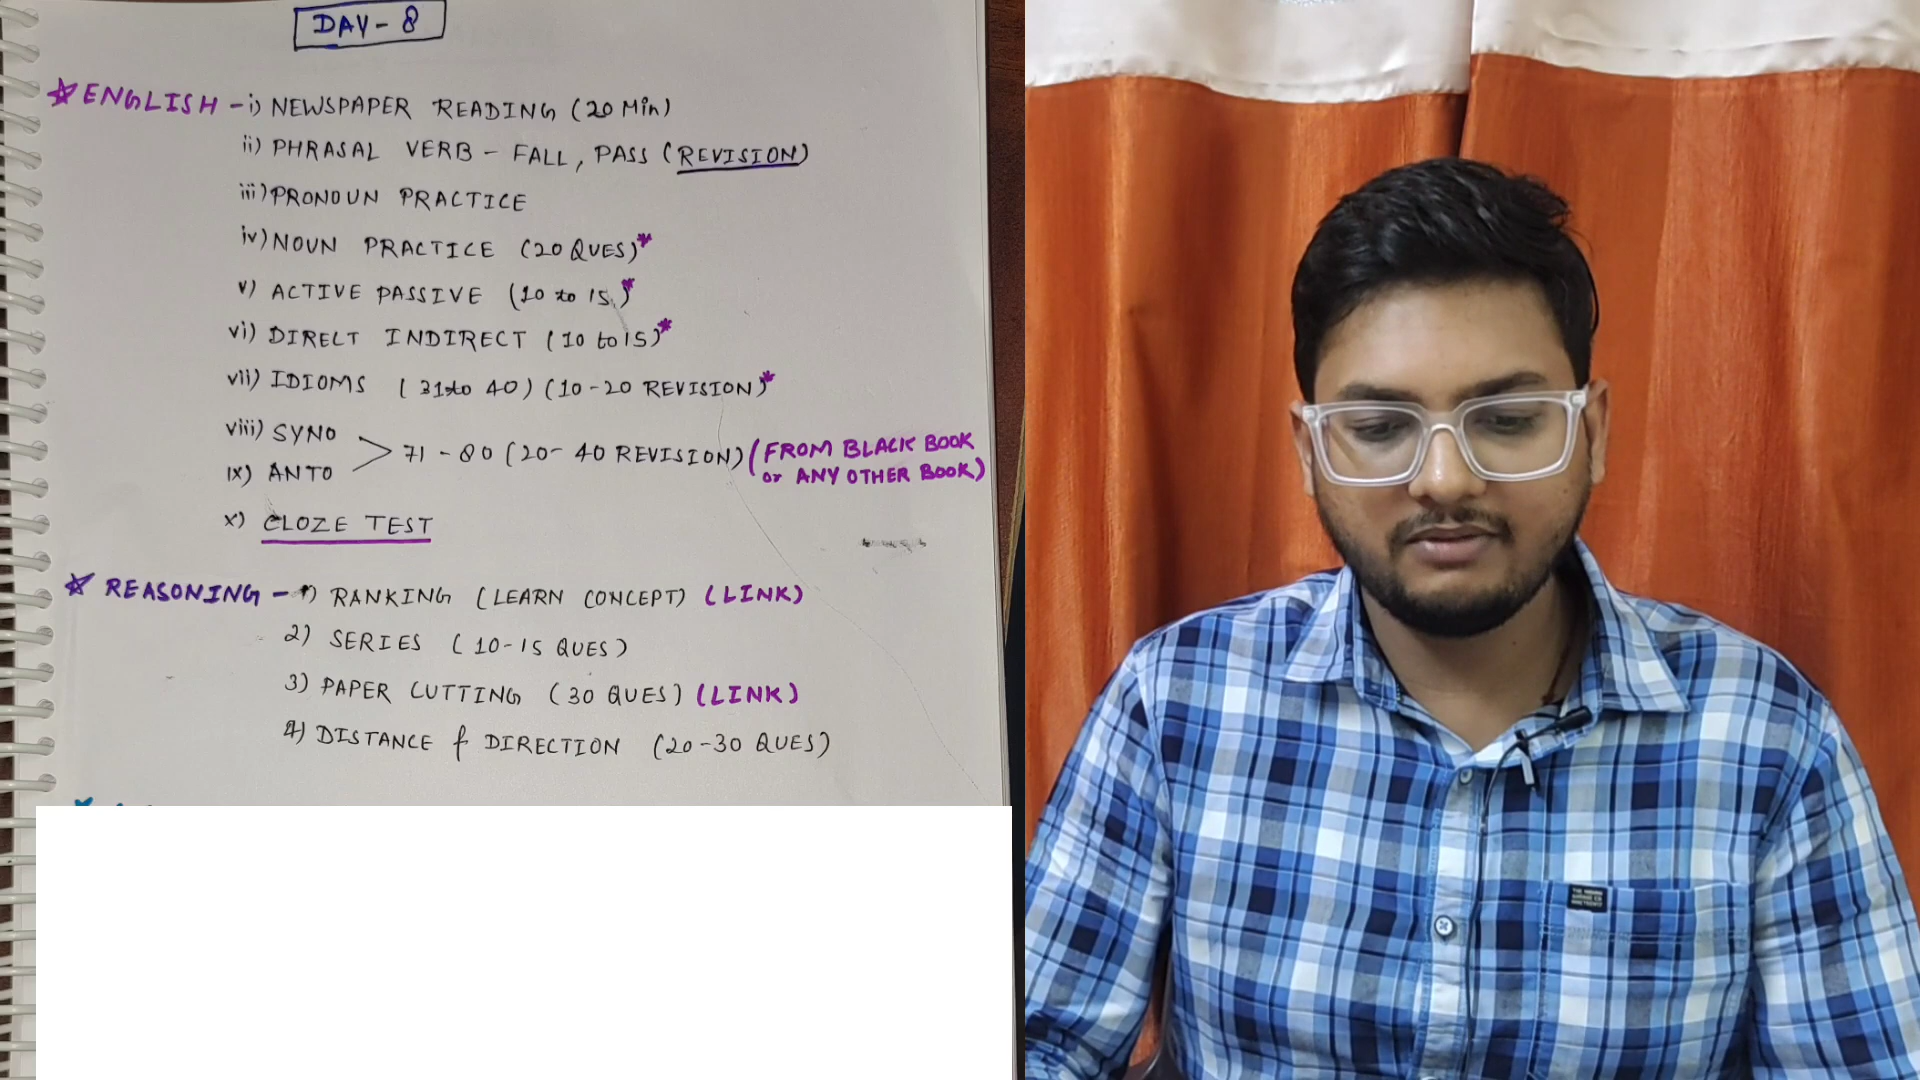 DAY-8
ENGLISH - i) NEWSPAPER READING (20 Min)
ii) PHRASAL VERB - FALL, PASS (REVISION)
iii) PRONOUN PRACTICE
iv) NOUN PRACTICE (20 QUES)*
v) ACTIVE PASSIVE (10 to 15)*
vi) DIRECT INDIRECT (10 to 15)*
vii) IDIOMS (31 to 40) (10-20 REVISION)*
viii) SYNO
ix) ANTO
> 71 - 80 (20- 40 REVISION) (FROM BLACK BOOK
or ANY OTHER BOOK)
x) CLOZE TEST
REASONING - 1) RANKING (LEARN CONCEPT) (LINK)
2) SERIES (10-15 QUES)
3) PAPER CUTTING (30 QUES) (LINK)
4) DISTANCE & DIRECTION (20-30 QUES)